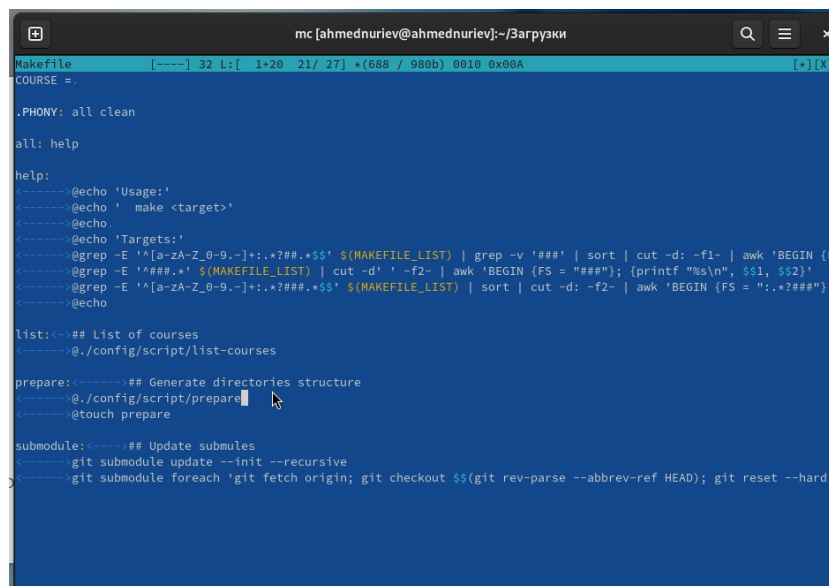 mc [ahmednuriev@ahmednuriev]:~/Загрузки
Makefile [----] 32 L:[ 1+20 21/ 27] *(688 / 980b) 0010 0x00A [*][X
COURSE =.
.PHONY: all clean
all: help
help:
<------>@echo 'Usage:'
<------>@echo ' make <target>'
<------>@echo.
<------>@echo 'Targets:'
<------>@grep -E '^[a-zA-Z_0-9.-]+:.*?##.*$$' $(MAKEFILE_LIST) | grep -v '###' | sort | cut -d: -f1- | awk 'BEGIN {
<------>@grep -E '^###.*' $(MAKEFILE_LIST) | cut -d' ' -f2- | awk 'BEGIN {FS = "###"}; {printf "%s\n", $$1, $$2}'
<------>@grep -E '^[a-zA-Z_0-9.-]+:.*?###.*$$' $(MAKEFILE_LIST) | sort | cut -d: -f2- | awk 'BEGIN {FS = ":.*?###"}
<------>@echo
list:<->## List of courses
<------>@./config/script/list-courses
prepare:<------>## Generate directories structure
<------>@./config/script/prepare
<------>@touch prepare
submodule:<---->## Update submules
<------>git submodule update --init --recursive
<------>git submodule foreach 'git fetch origin; git checkout $$(git rev-parse --abbrev-ref HEAD); git reset --hard